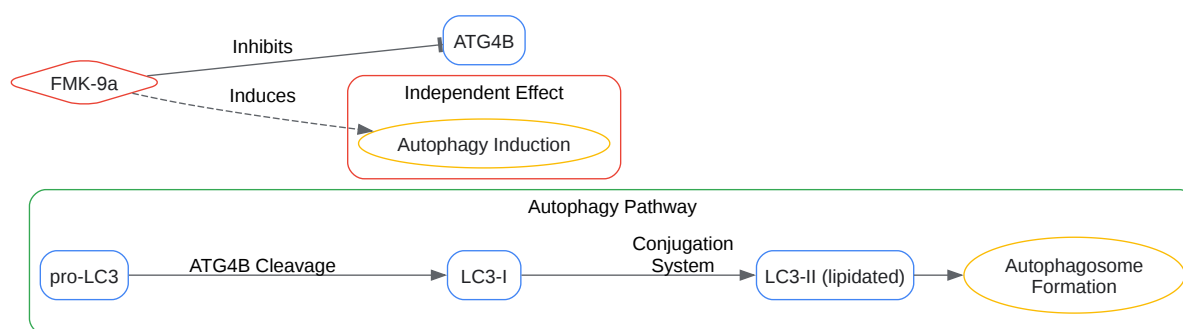 ATG4B
Inhibits
FMK-9a
Induces
Independent Effect
Autophagy Induction
Autophagy Pathway
pro-LC3
ATG4B Cleavage
LC3-I
Conjugation
System
LC3-II (lipidated)
Autophagosome
Formation